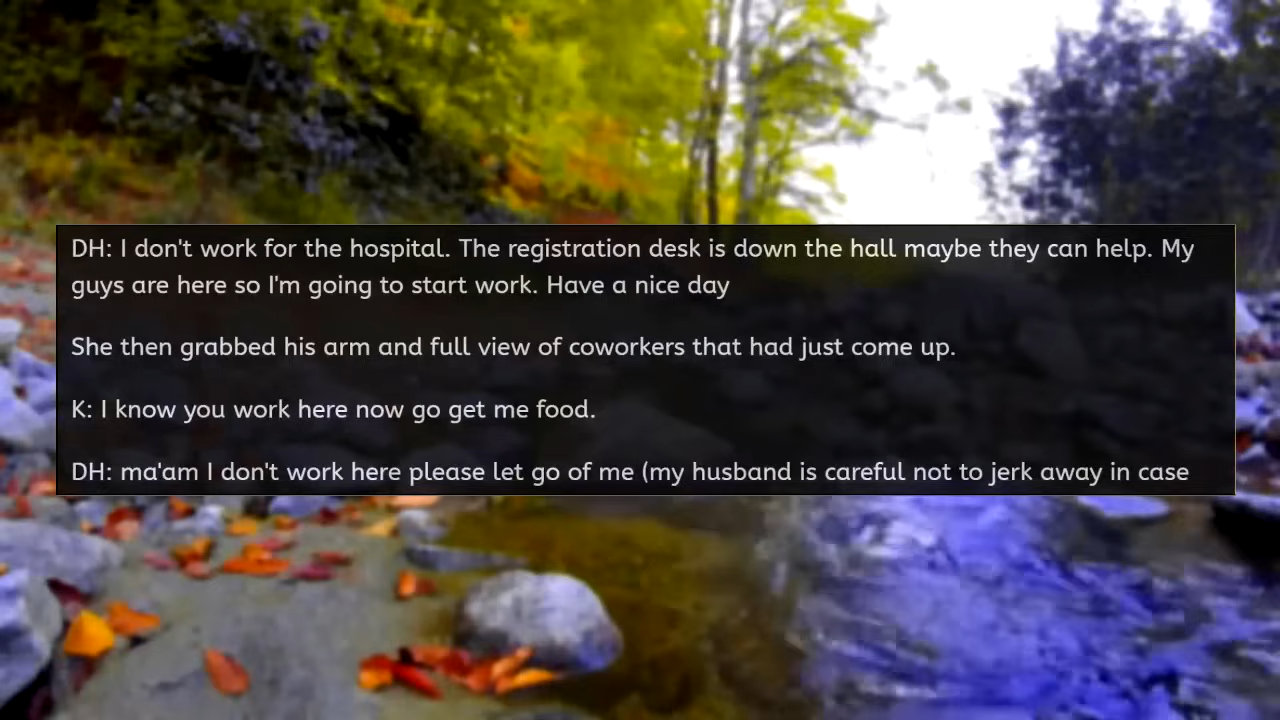 DH: I don't work for the hospital. The registration desk is down the hall maybe they can help. My
guys are here so I'm going to start work. Have a nice day
She then grabbed his arm and full view of coworkers that had just come up.
K: I know you work here now go get me food.
DH: ma'am I don't work here please let go of me (my husband is careful not to jerk away in case